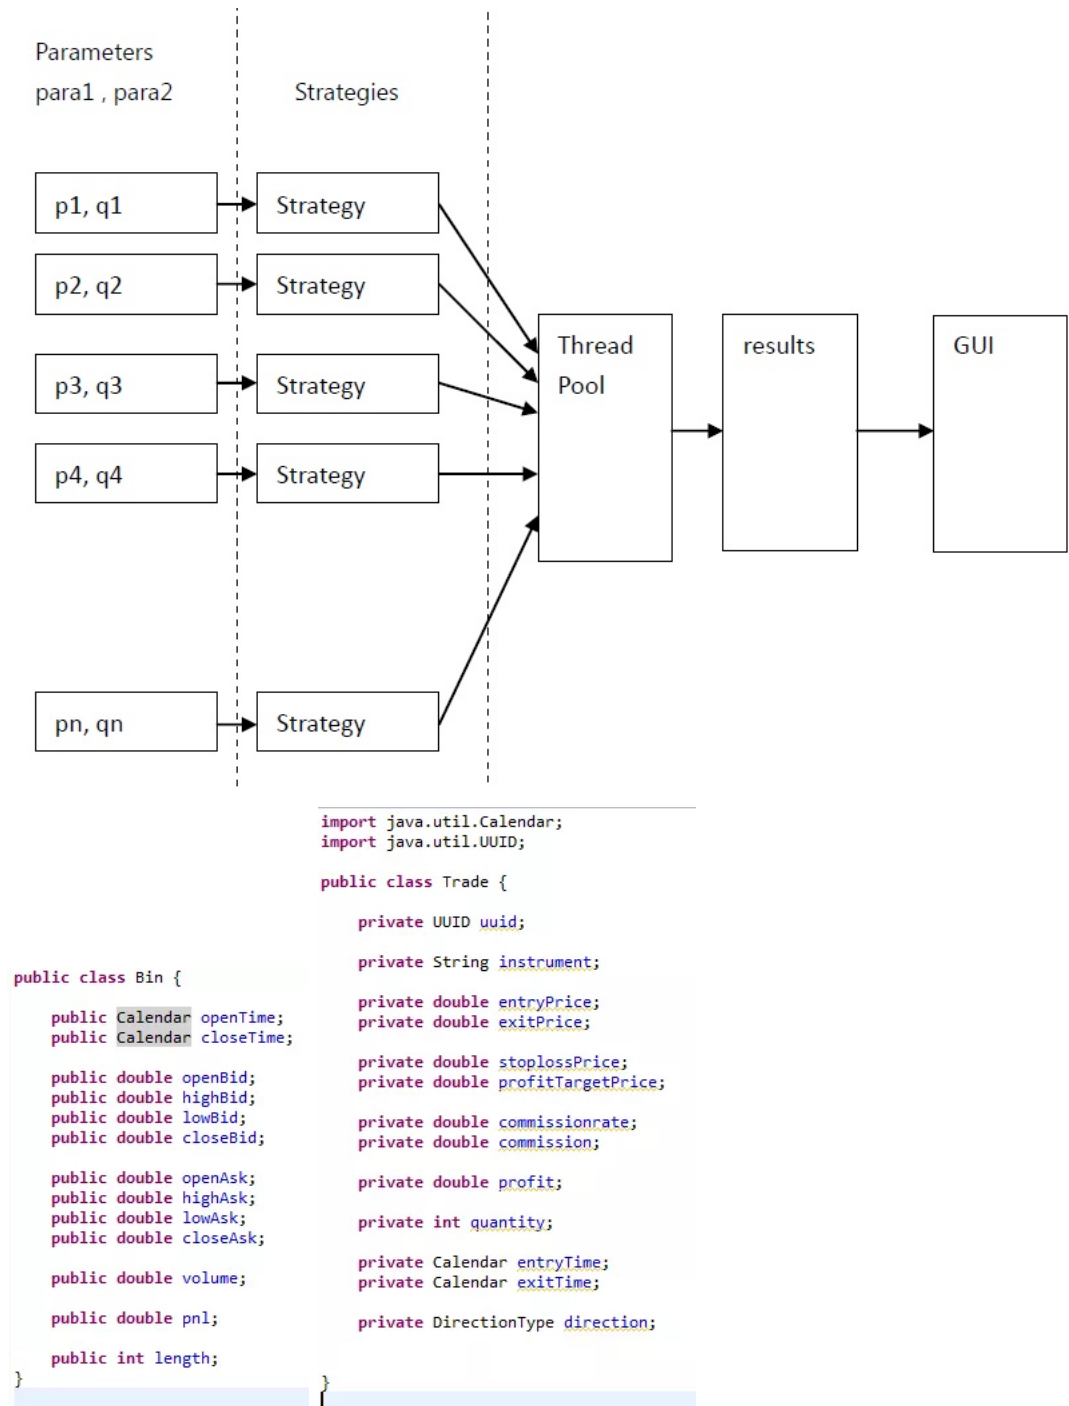 Parameters
para1 , para2
Strategies
p1, q1
Strategy
p2, q2
Strategy
p3, q3
Strategy
p4, q4
Strategy
pn, qn
Strategy
Thread
Pool
results
GUI
public class Bin {
public Calendar openTime;
public Calendar closeTime;
public double openBid;
public double highBid;
public double lowBid;
public double closeBid;
public double openAsk;
public double highAsk;
public double lowAsk;
public double closeAsk;
public double volume;
public double pnl;
public int length;
}
import java.util.Calendar;
import java.util.UUID;
public class Trade {
private UUID uuid;
private String instrument;
private double entryPrice;
private double exitPrice;
private double stoplossPrice;
private double profitTargetPrice;
private double commissionrate;
private double commission;
private double profit;
private int quantity;
private Calendar entryTime;
private Calendar exitTime;
private DirectionType direction;
}